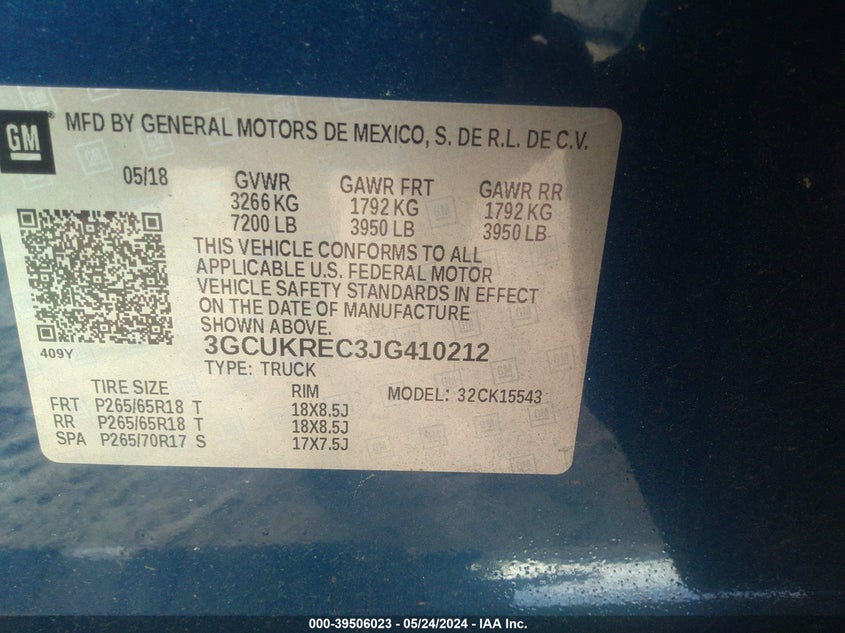 GM
MFD BY GENERAL MOTORS DE MEXICO, S. DE R.L. DE C.V.
05/18 GVWR GAWR FRT GAWR RR
3266 KG 1792 KG 1792 KG
7200 LB 3950 LB 3950 LB
THIS VEHICLE CONFORMS TO ALL
APPLICABLE U.S. FEDERAL MOTOR
VEHICLE SAFETY STANDARDS IN EFFECT
ON THE DATE OF MANUFACTURE
SHOWN ABOVE.
409Y
3GCUKREC3JG410212
TYPE: TRUCK
TIRE SIZE RIM MODEL: 32CK15543
FRT P265/65R18 T 18X8.5J
RR P265/65R18 T 18X8.5J
SPA P265/70R17 S 17X7.5J
000-39506023 - 05/24/2024 - IAA Inc.